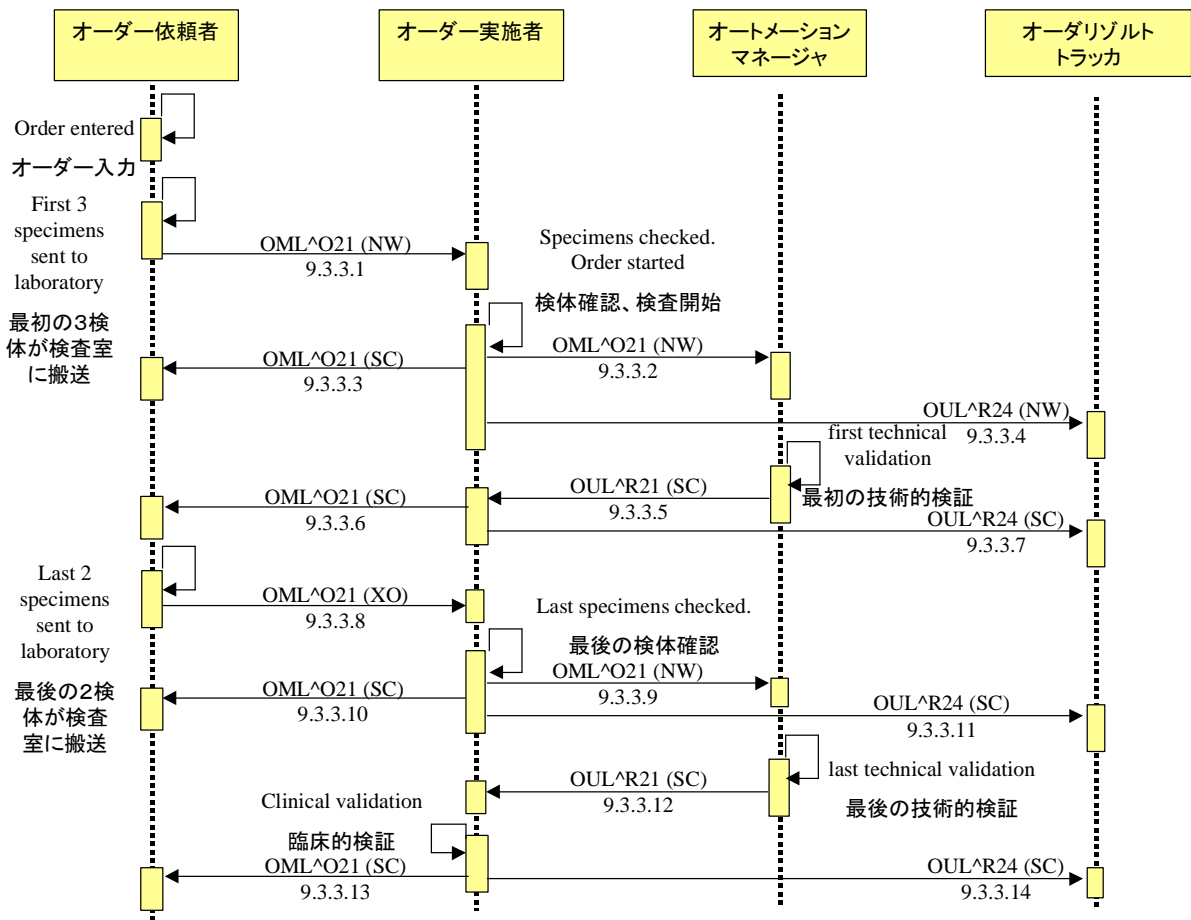 オーダー依頼者
オーダー実施者
オートメーション
マネージャ
オーダリゾルト
トラッカ
Order entered
オーダー入力
First 3
specimens
sent to
laboratory
最初の3検
体が検査室
に搬送
OML^O21 (NW)
9.3.3.1
Specimens checked.
Order started
検体確認、検査開始
OML^O21 (NW)
9.3.3.2
OML^O21 (SC)
9.3.3.3
OUL^R24 (NW)
9.3.3.4
first technical
validation
最初の技術的検証
OUL^R21 (SC)
9.3.3.5
OML^O21 (SC)
9.3.3.6
OUL^R24 (SC)
9.3.3.7
Last 2
specimens
sent to
laboratory
最後の2検
体が検査
室に搬送
OML^O21 (XO)
9.3.3.8
Last specimens checked.
最後の検体確認
OML^O21 (NW)
9.3.3.9
OML^O21 (SC)
9.3.3.10
OUL^R24 (SC)
9.3.3.11
last technical validation
最後の技術的検証
OUL^R21 (SC)
9.3.3.12
Clinical validation
臨床的検証
OML^O21 (SC)
9.3.3.13
OUL^R24 (SC)
9.3.3.14